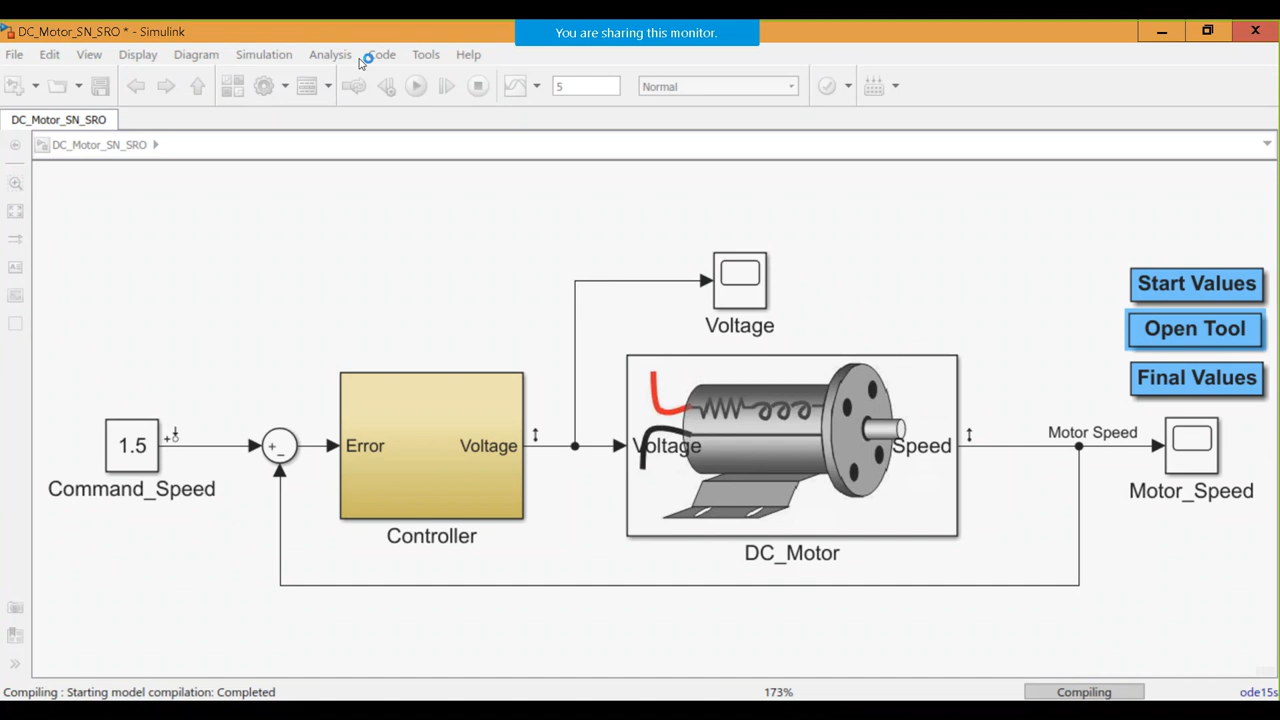 DC_Motor_SN_SRO * - Simulink
You are sharing this monitor.
File Edit View Display Diagram Simulation Analysis Code Tools Help
5 Normal
DC_Motor_SN_SRO
DC_Motor_SN_SRO
Voltage
Start Values
Open Tool
Final Values
1.5
Command_Speed
+
-
Error Voltage
Controller
Voltage Speed
DC_Motor
Motor Speed
Motor_Speed
Compiling : Starting model compilation: Completed 173% Compiling ode15s